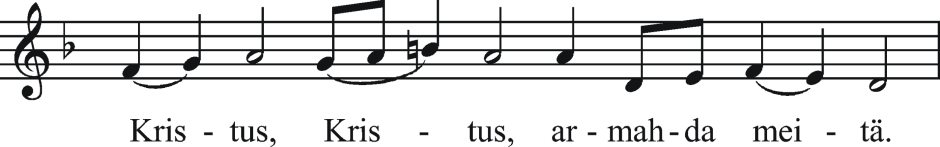 Kris - tus, Kris - tus, ar - mah - da mei - tä.